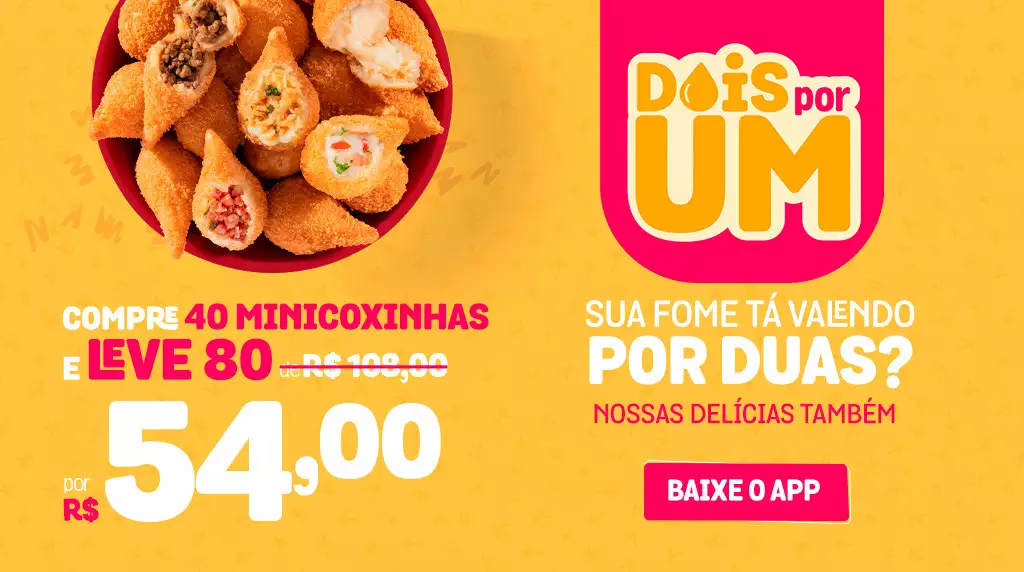 COMPRE 40 MINICOXINHAS
E LEVE 80 de R$ 108,00
por R$ 54,00
DOiS por
UM
SUA FOME TÁ VALENDO
POR DUAS?
NOSSAS DELÍCIAS TAMBÉM
BAIXE O APP